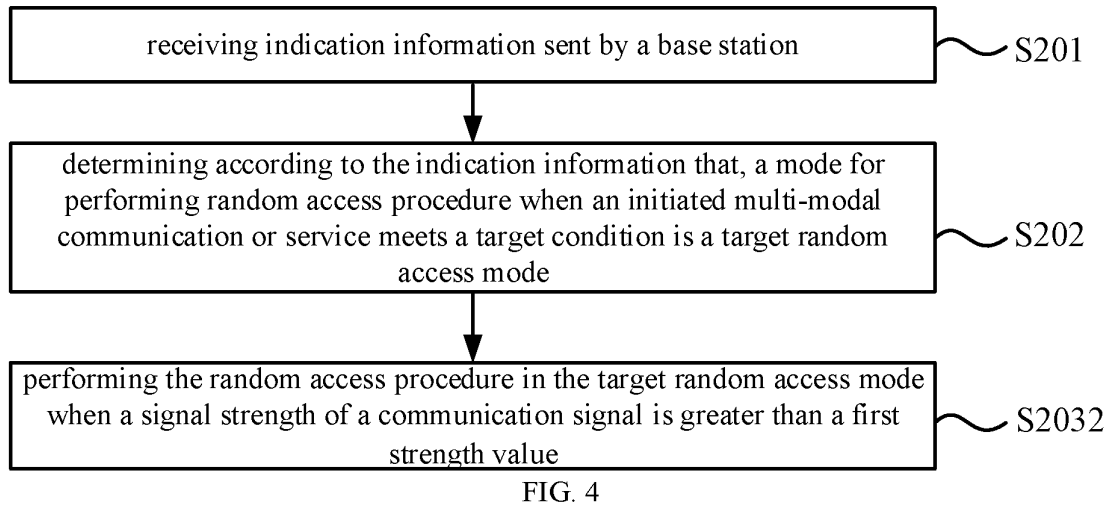 receiving indication information sent by a base station
S201
determining according to the indication information that, a mode for
performing random access procedure when an initiated multi-modal
communication or service meets a target condition is a target random
access mode
S202
performing the random access procedure in the target random access mode
when a signal strength of a communication signal is greater than a first
strength value
S2032
FIG. 4